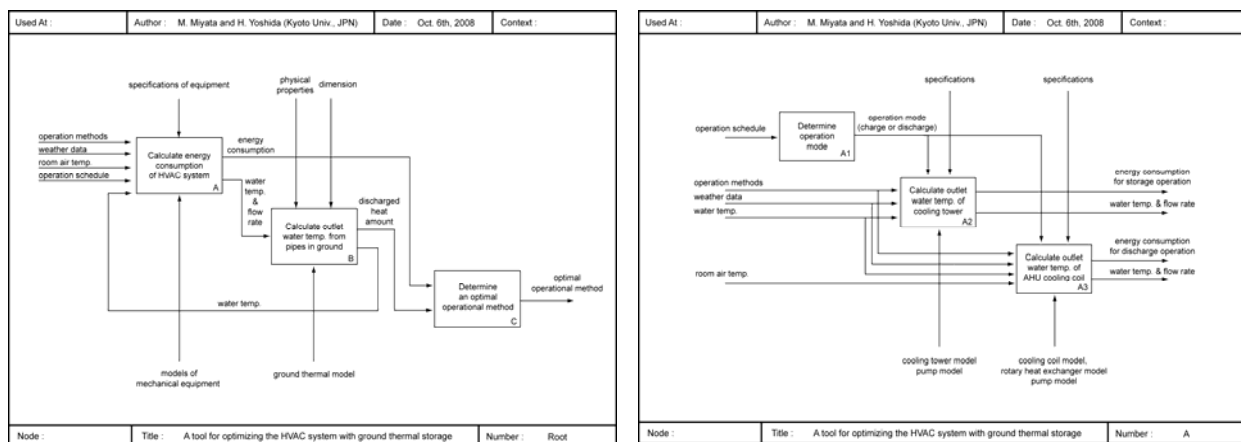 Used At :
Author : M. Miyata and H. Yoshida (Kyoto Univ., JPN)
Date : Oct. 6th, 2008
Context :
specifications of equipment
physical
properties
dimension
operation methods
weather data
room air temp.
operation schedule
Calculate energy
consumption
of HVAC system
A
energy
consumption
water
temp.
&
flow
rate
discharged
heat
amount
Calculate outlet
water temp. from
pipes in ground
B
water temp.
Determine
an optimal
operational method
C
optimal
operational method
models of
mechanical equipment
ground thermal model
Node :
Title : A tool for optimizing the HVAC system with ground thermal storage
Number : Root
Used At :
Author : M. Miyata and H. Yoshida (Kyoto Univ., JPN)
Date : Oct. 6th, 2008
Context :
specifications
specifications
operation schedule
Determine
operation
mode
A1
operation mode
(charge or discharge)
operation methods
weather data
water temp.
Calculate outlet
water temp. of
cooling tower
A2
energy consumption
for storage operation
water temp. & flow rate
room air temp.
Calculate outlet
water temp. of
AHU cooling coil
A3
energy consumption
for discharge operation
water temp. & flow rate
cooling tower model
pump model
cooling coil model,
rotary heat exchanger model
pump model
Node :
Title : A tool for optimizing the HVAC system with ground thermal storage
Number : A